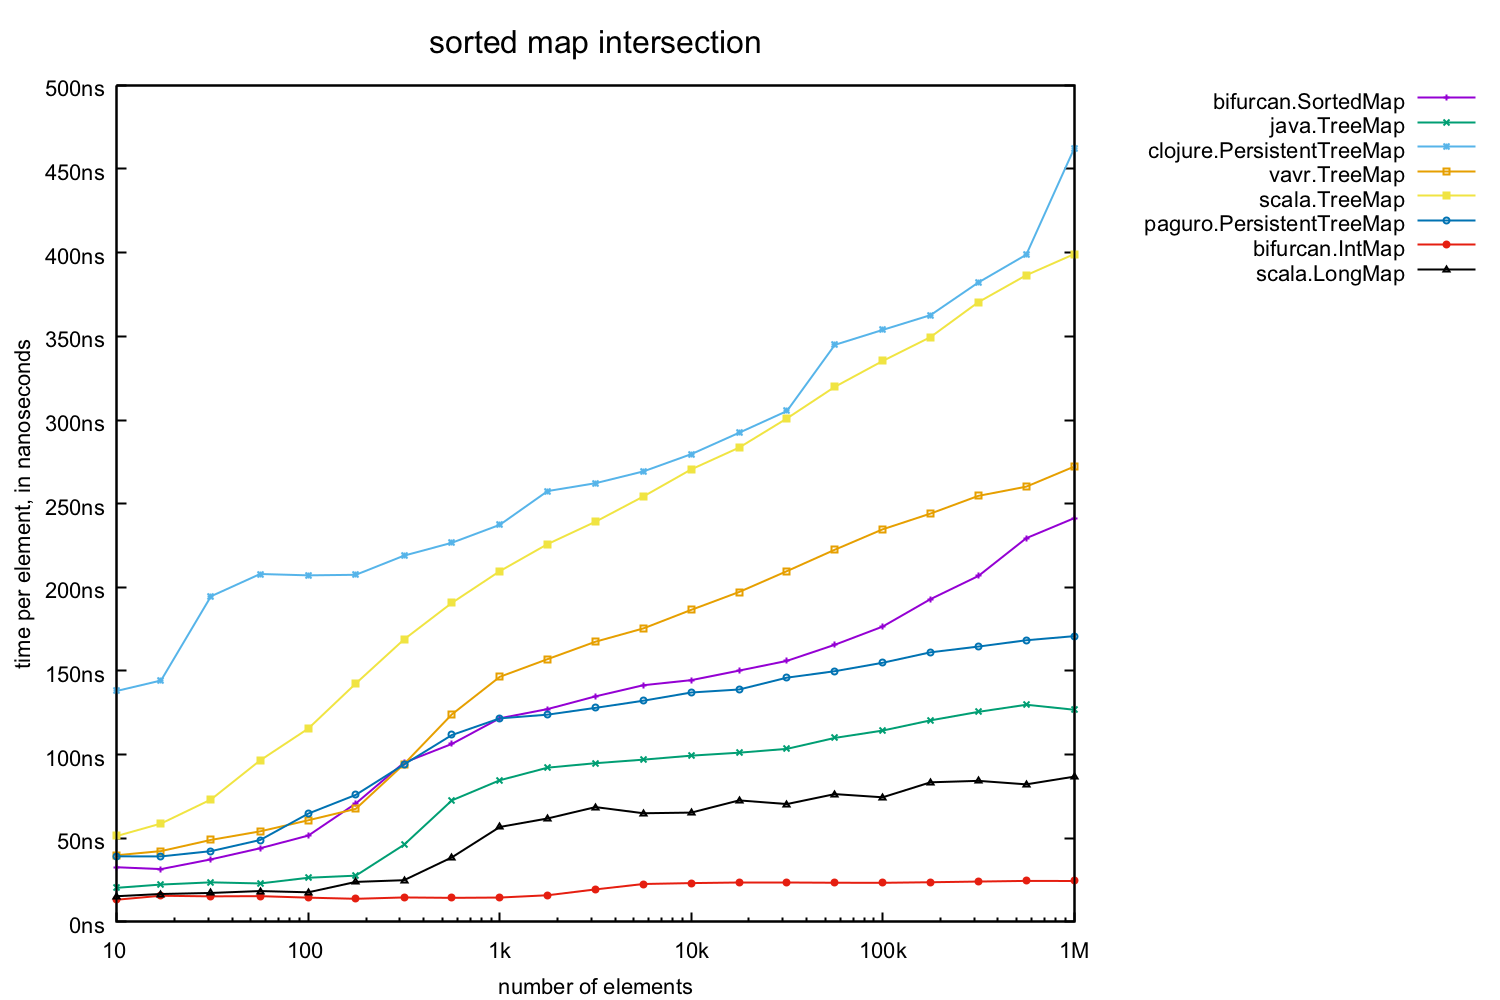 sorted map intersection
500ns
450ns
400ns
350ns
300ns
250ns
200ns
150ns
100ns
50ns
0ns
time per element, in nanoseconds
10
100
1k
10k
100k
1M
number of elements
bifurcan.SortedMap
java.TreeMap
clojure.PersistentTreeMap
vavr.TreeMap
scala.TreeMap
paguro.PersistentTreeMap
bifurcan.IntMap
scala.LongMap